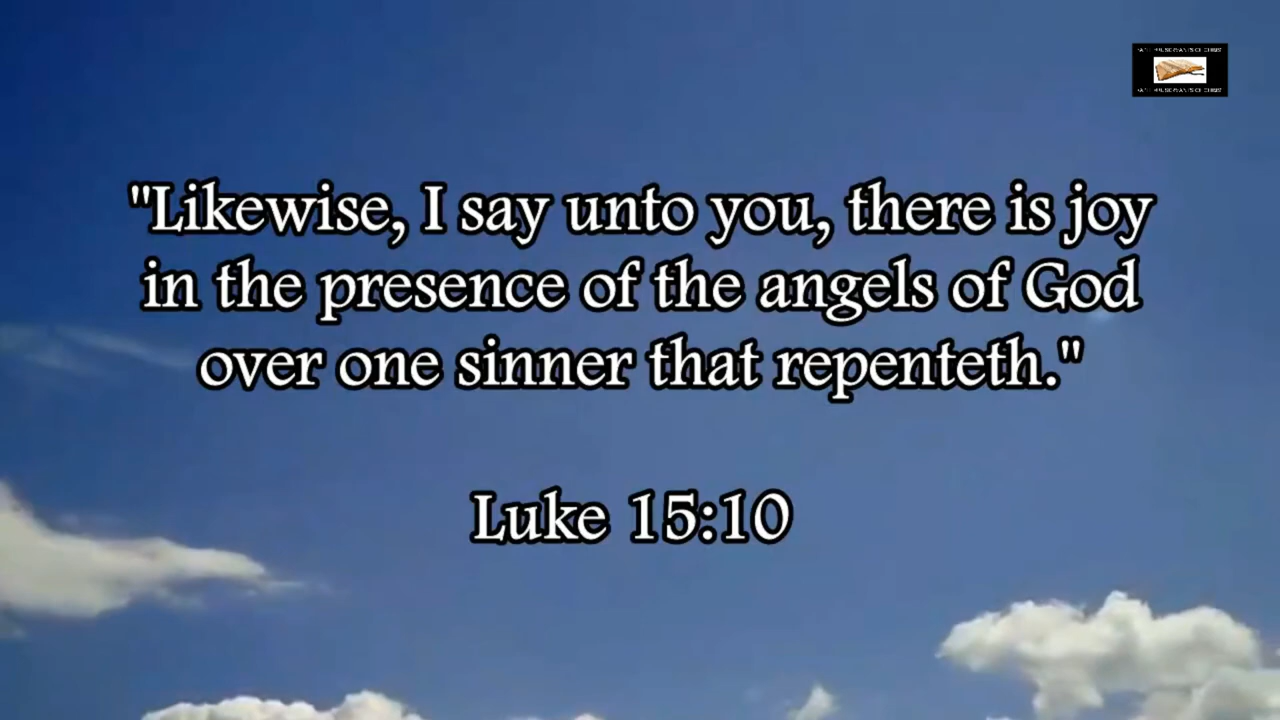 "Likewise, I say unto you, there is joy
in the presence of the angels of God
over one sinner that repenteth."
Luke 15:10